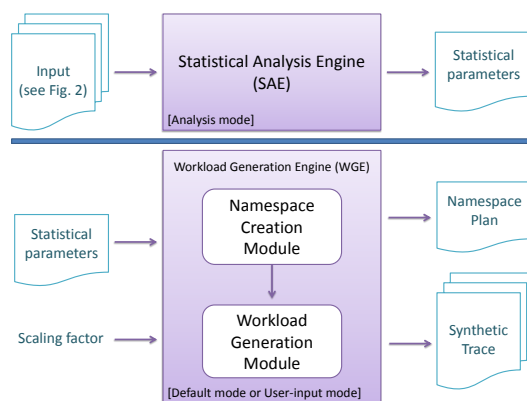 Input
(see Fig. 2)
Statistical Analysis Engine
(SAE)
[Analysis mode]
Statistical
parameters
Workload Generation Engine (WGE)
Statistical
parameters
Scaling factor
Namespace
Creation
Module
Workload
Generation
Module
[Default mode or User-input mode]
Namespace
Plan
Synthetic
Trace